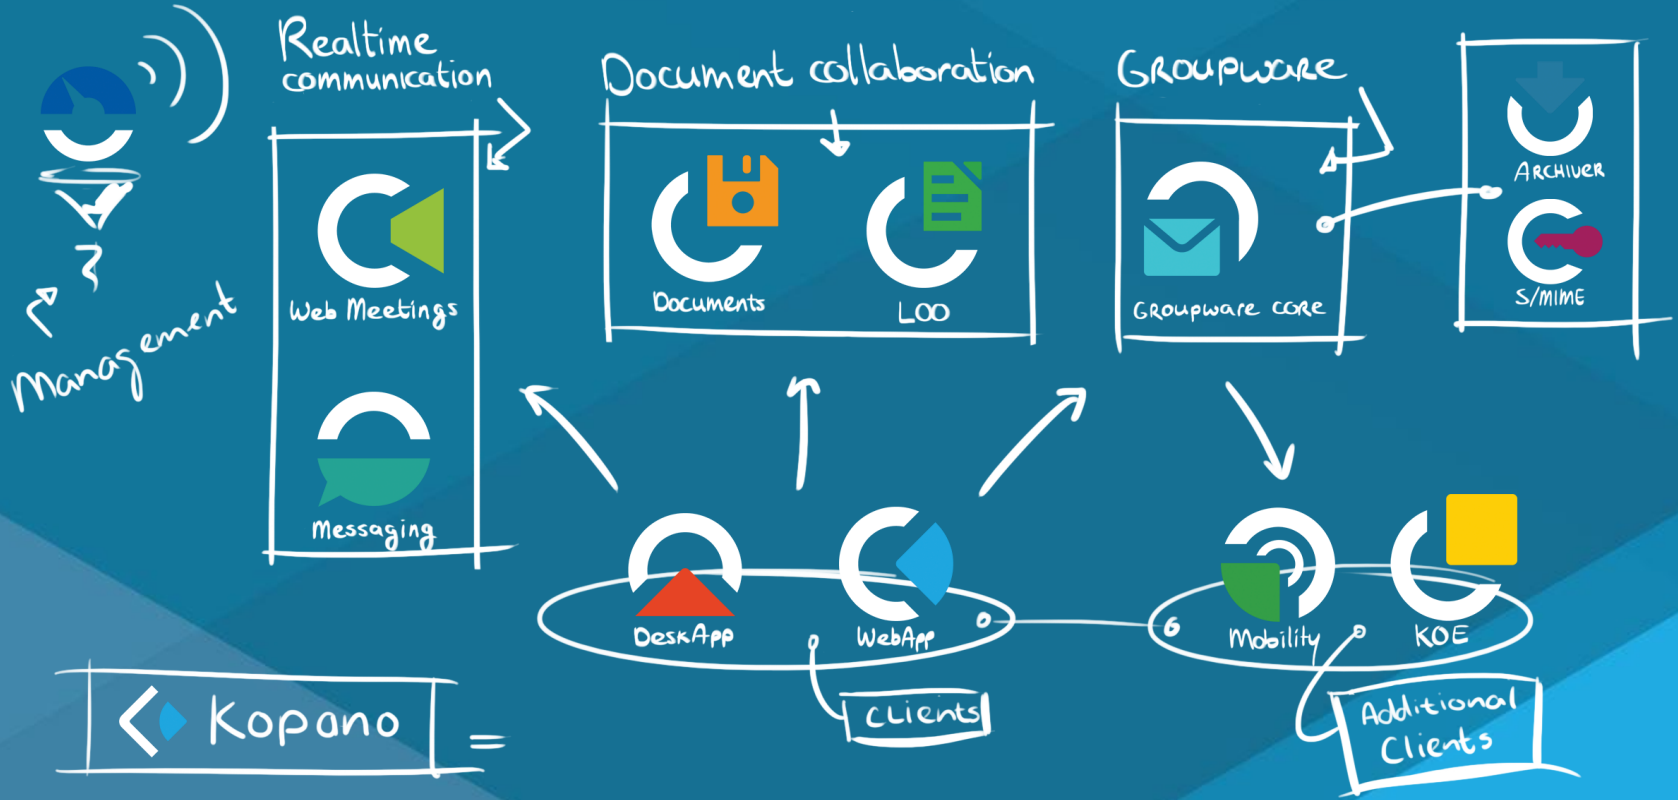 Realtime
communication
Document collaboration
Groupware
Archiver
S/MIME
Web Meetings
Documents
LOO
Groupware core
Management
Messaging
DeskApp
WebApp
Mobility
KOE
Clients
Additional
Clients
Kopano =